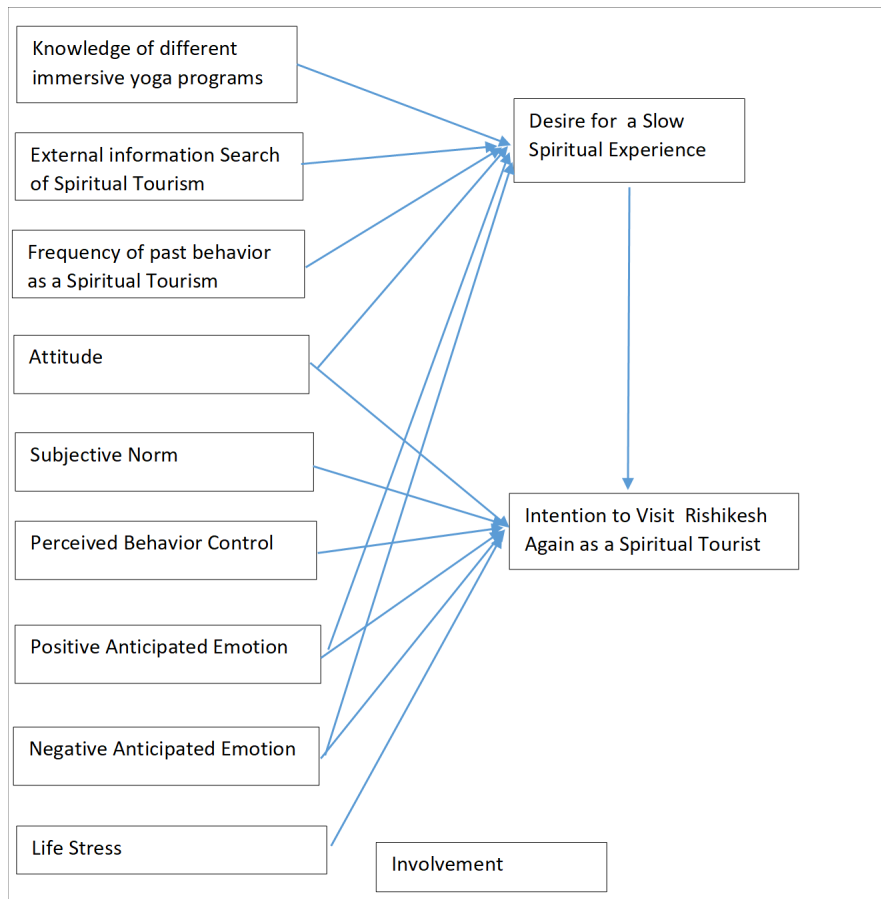 Knowledge of different
immersive yoga programs
Desire for a Slow
Spiritual Experience
External information Search
of Spiritual Tourism
Frequency of past behavior
as a Spiritual Tourism
Attitude
Subjective Norm
Intention to Visit Rishikesh
Again as a Spiritual Tourist
Perceived Behavior Control
Positive Anticipated Emotion
Negative Anticipated Emotion
Life Stress
Involvement